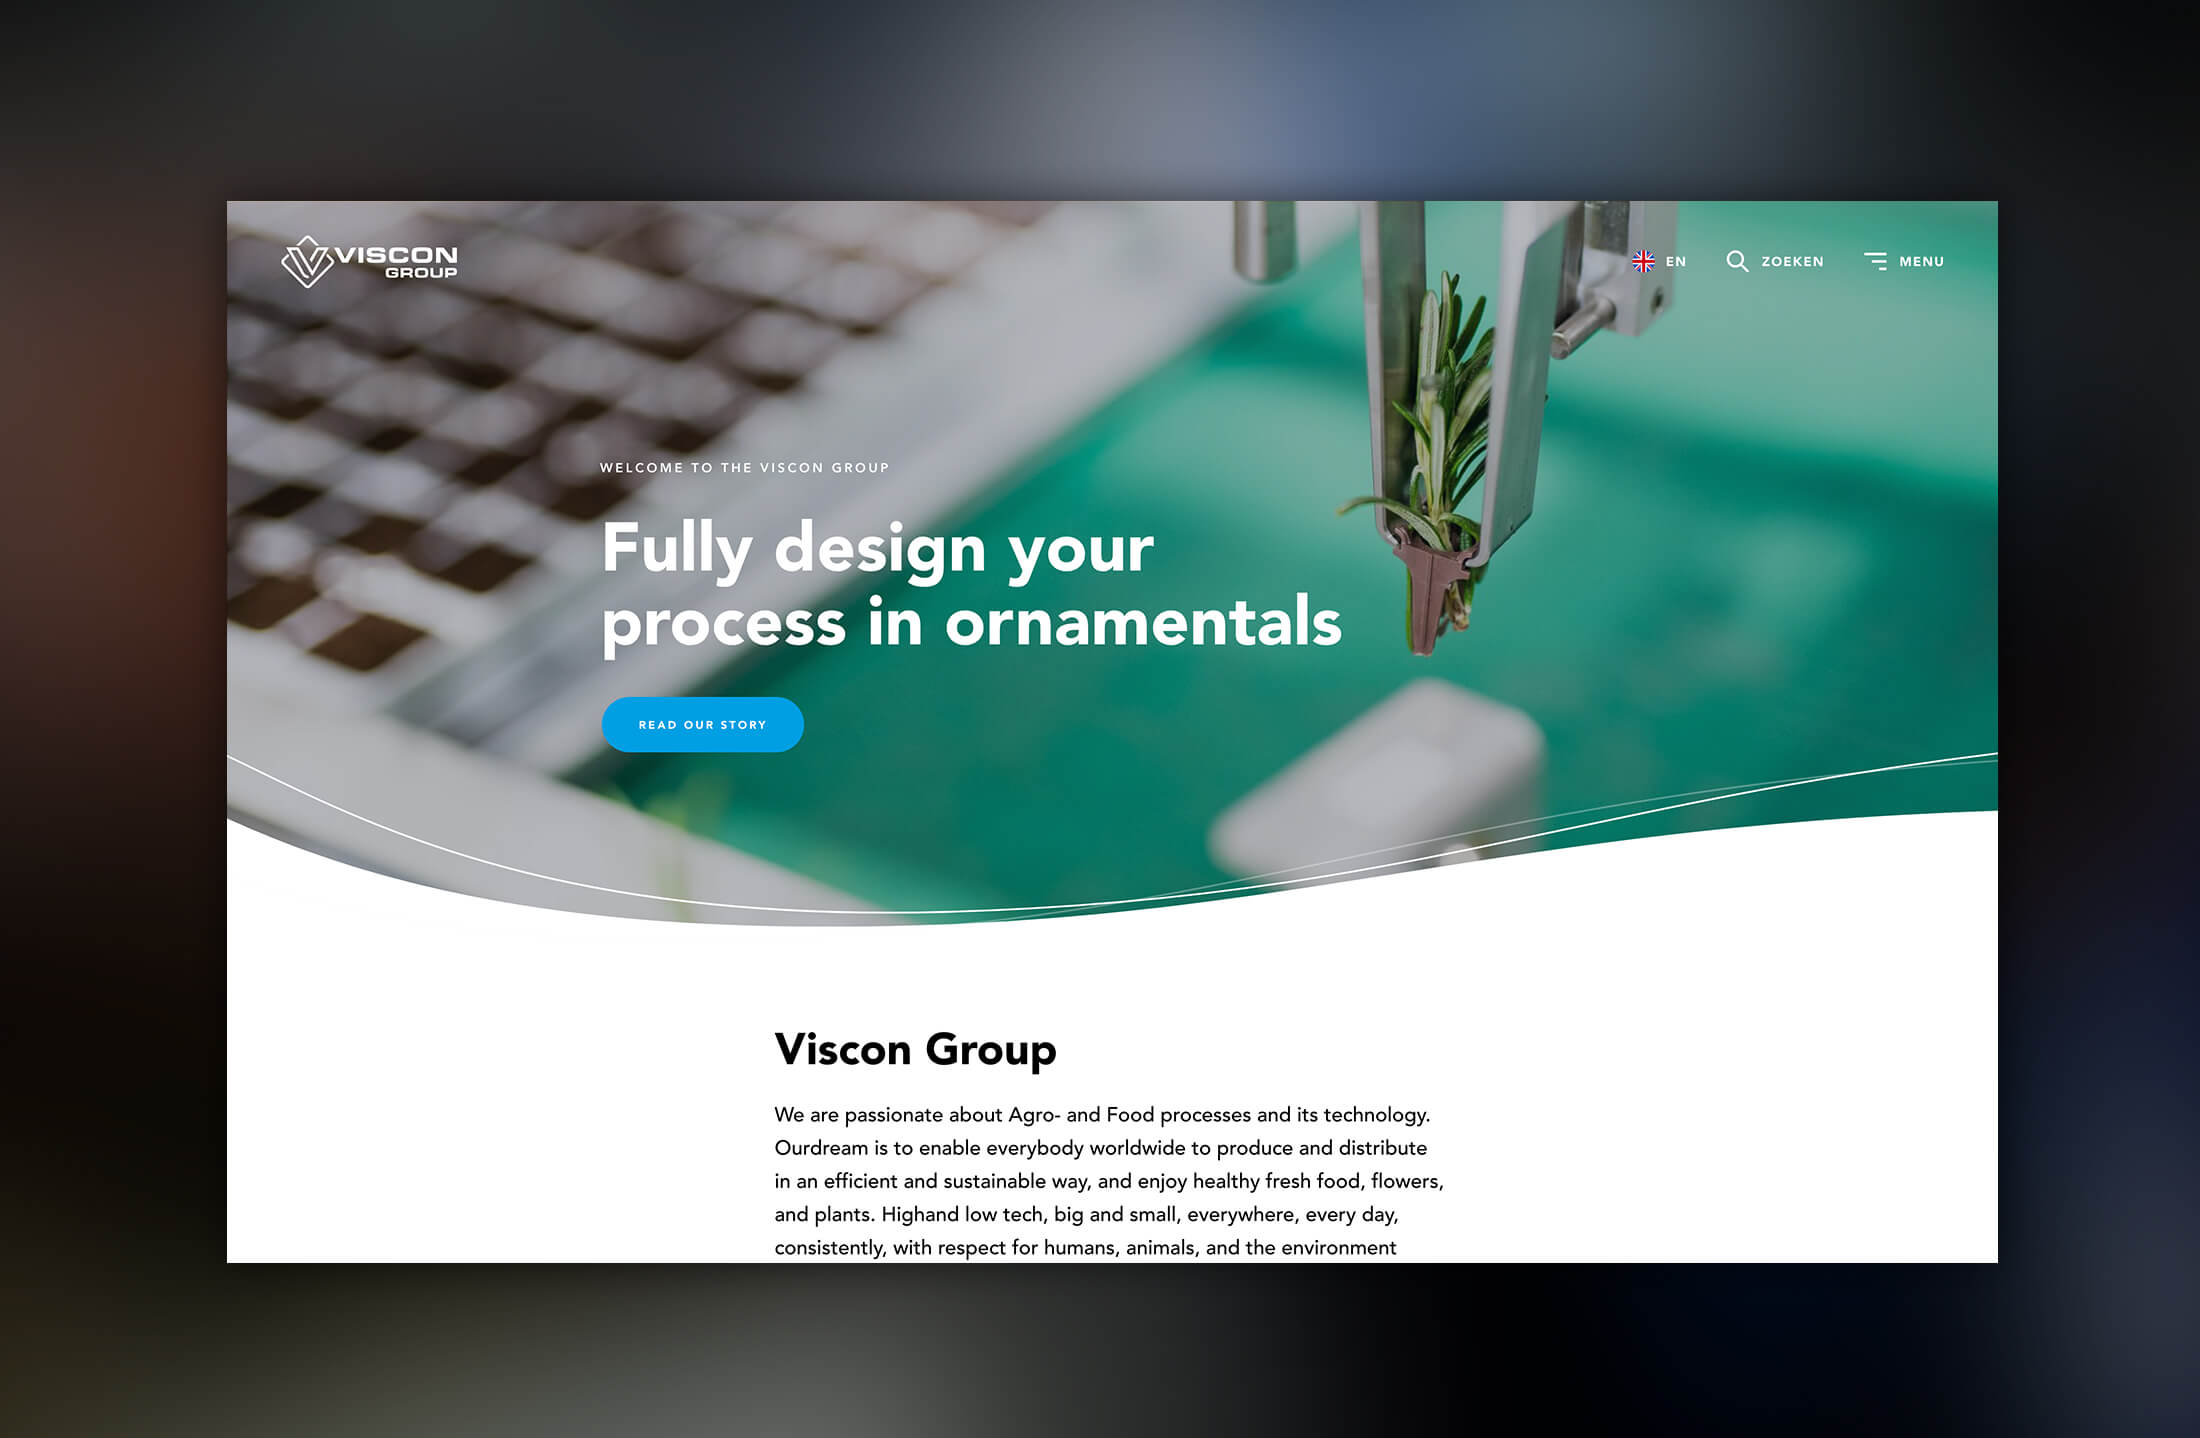 VISCON
GROUP
EN
ZOEKEN
MENU
WELCOME TO THE VISCON GROUP
Fully design your
process in ornamentals
READ OUR STORY
Viscon Group
We are passionate about Agro- and Food processes and its technology.
Ourdream is to enable everybody worldwide to produce and distribute
in an efficient and sustainable way, and enjoy healthy fresh food, flowers,
and plants. Highand low tech, big and small, everywhere, every day,
consistently, with respect for humans, animals, and the environment